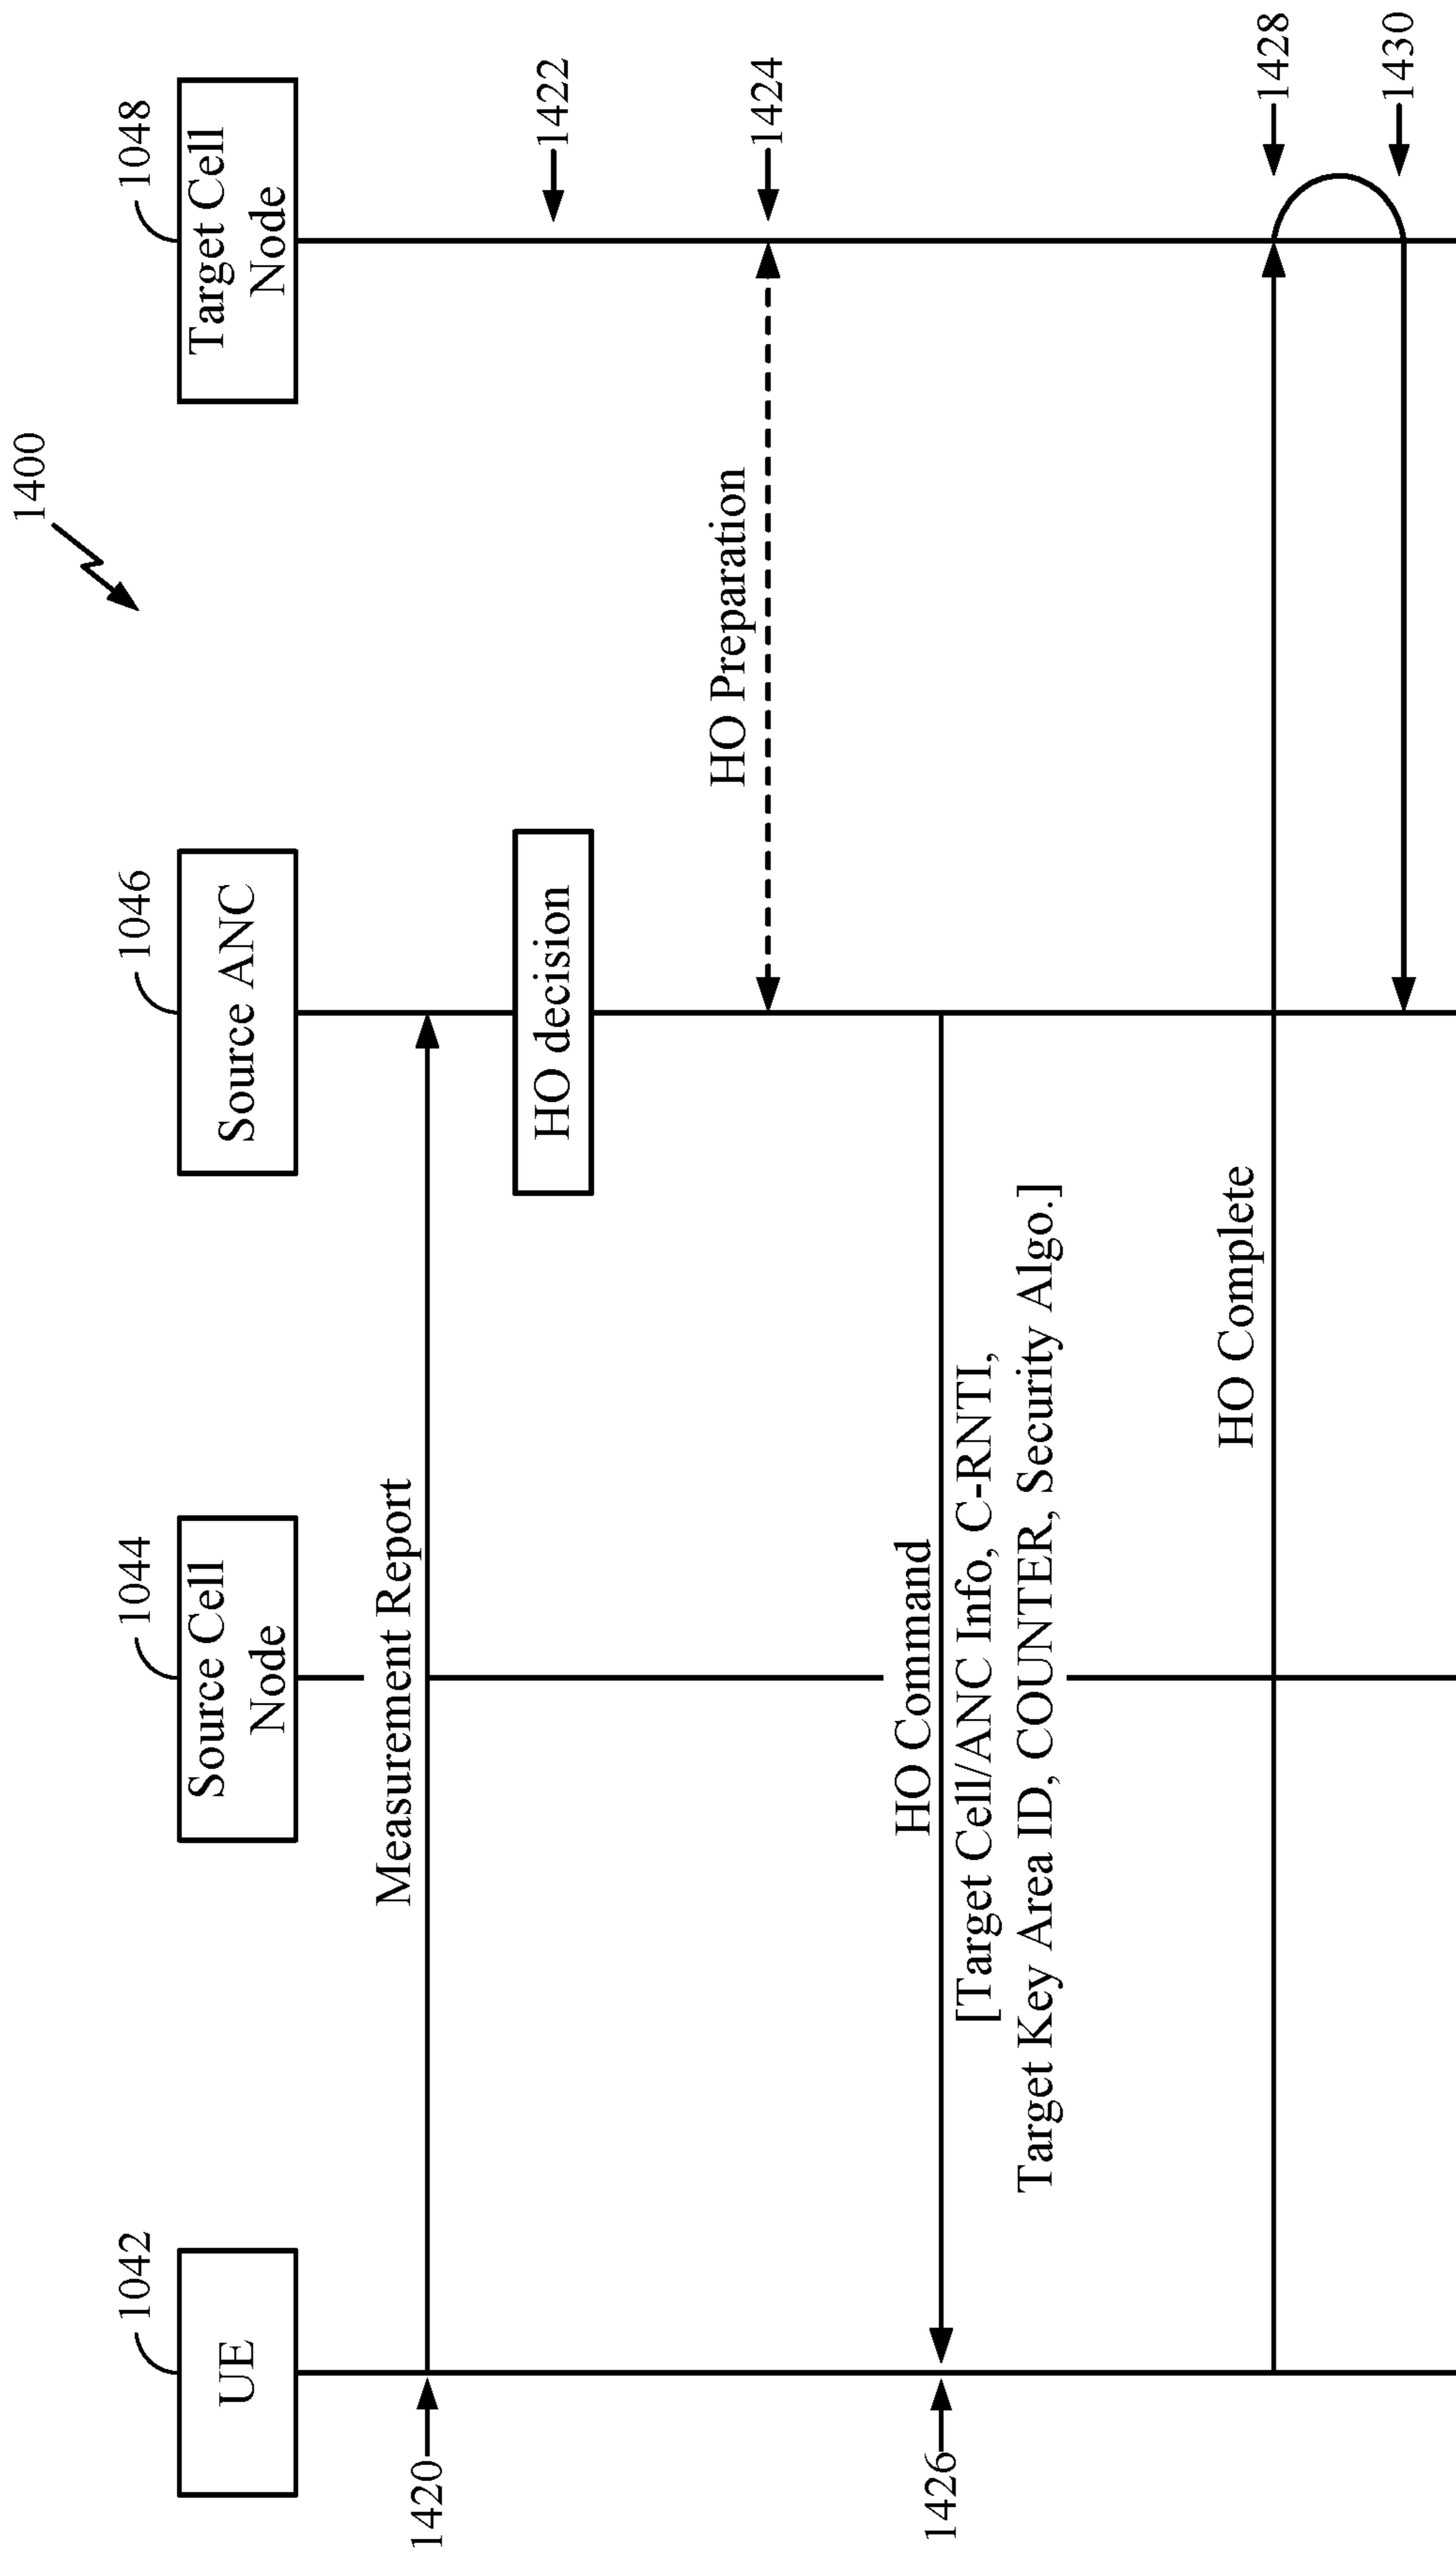 1400
1042
1044
1046
1048
UE
Source Cell
Node
Source ANC
Target Cell
Node
1420
Measurement Report
HO decision
1422
HO Preparation
1424
1426
HO Command
[Target Cell/ANC Info, C-RNTI,
Target Key Area ID, COUNTER, Security Algo.]
HO Complete
1428
1430